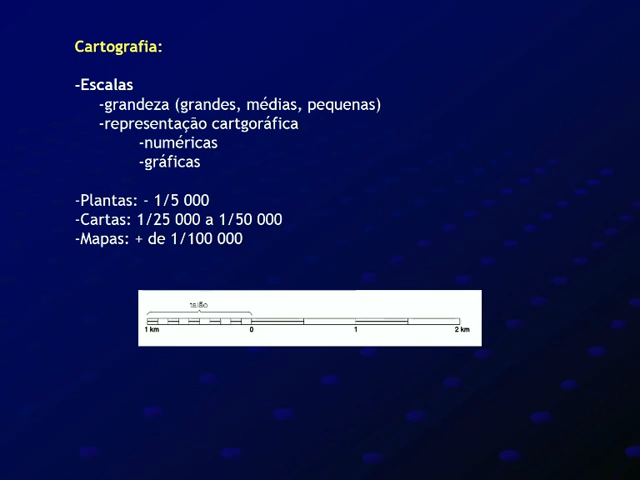 Cartografia:
-Escalas
-grandeza (grandes, médias, pequenas)
-representação cartgoráfica
-numéricas
-gráficas
-Plantas: - 1/5 000
-Cartas: 1/25 000 a 1/50 000
-Mapas: + de 1/100 000
talão
1 km 0 1 2 km